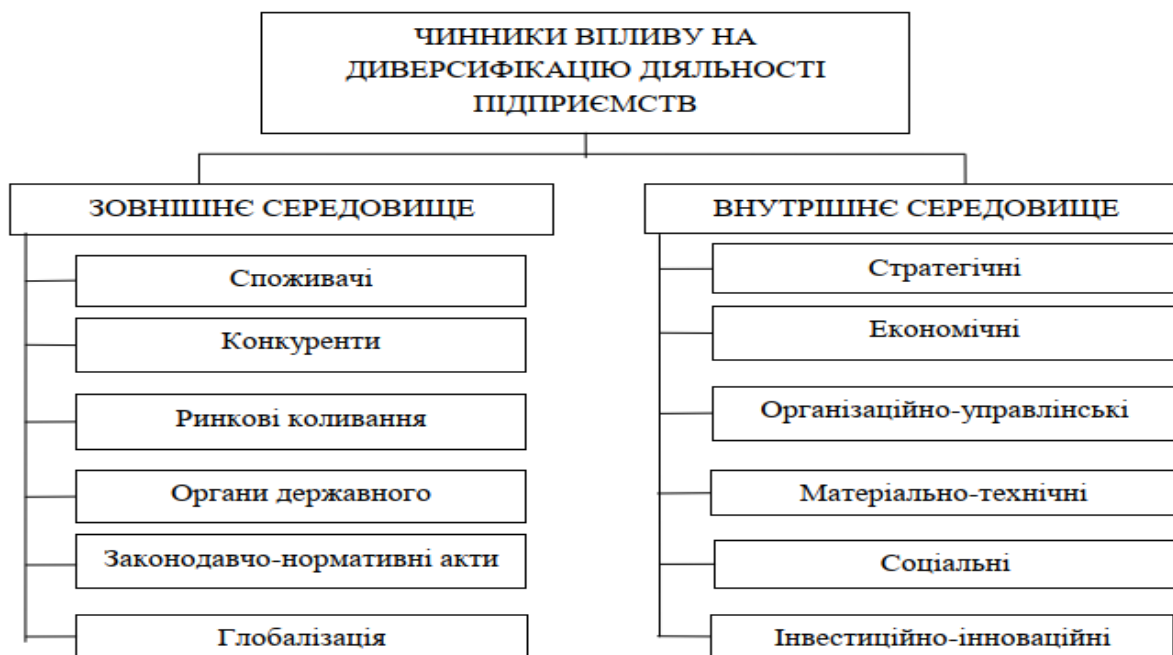 ЧИННИКИ ВПЛИВУ НА
ДИВЕРСИФІКАЦІЮ ДІЯЛЬНОСТІ
ПІДПРИЄМСТВ
ЗОВНІШНЄ СЕРЕДОВИЩЕ
Споживачі
Конкуренти
Ринкові коливання
Органи державного
Законодавчо-нормативні акти
Глобалізація
ВНУТРІШНЄ СЕРЕДОВИЩЕ
Стратегічні
Економічні
Організаційно-управлінські
Матеріально-технічні
Соціальні
Інвестиційно-інноваційні